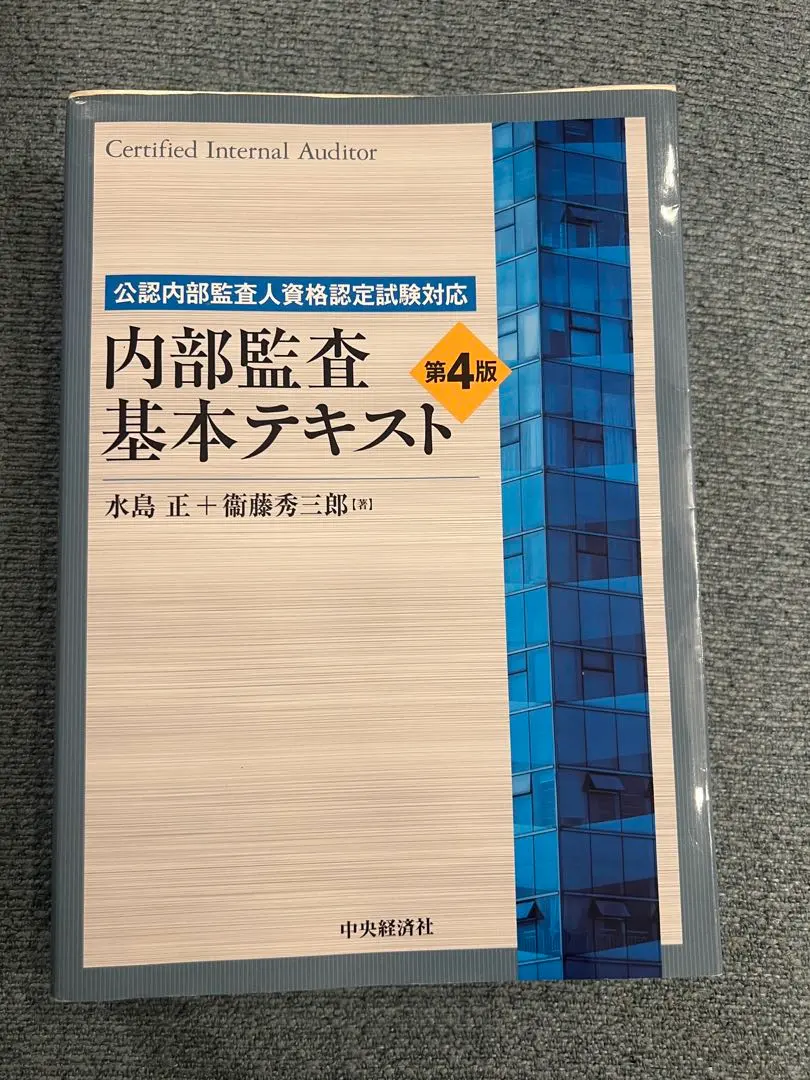 Certified Internal Auditor
公認内部監査人資格認定試験対応
内部監査
基本テキスト
第4版
水島 正+衞藤秀三郎【著】
中央経済社